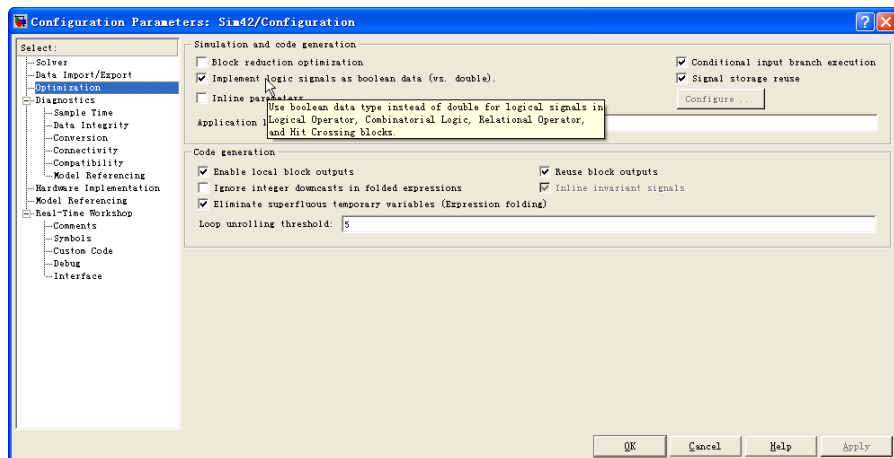 Configuration Parameters: Sim42/Configuration
Select:
Solver
Data Import/Export
Optimization
Diagnostics
Sample Time
Data Integrity
Conversion
Connectivity
Compatibility
Model Referencing
Hardware Implementation
Model Referencing
Real-Time Workshop
Comments
Symbols
Custom Code
Debug
Interface
Simulation and code generation
Block reduction optimization
Conditional input branch execution
Implement logic signals as boolean data (vs. double).
Signal storage reuse
Inline parameters
Configure ...
Use boolean data type instead of double for logical signals in
Logical Operator, Combinatorial Logic, Relational Operator,
and Hit Crossing blocks.
Application
Code generation
Enable local block outputs
Reuse block outputs
Ignore integer downcasts in folded expressions
Inline invariant signals
Eliminate superfluous temporary variables (Expression folding)
Loop unrolling threshold: 5
OK
Cancel
Help
Apply